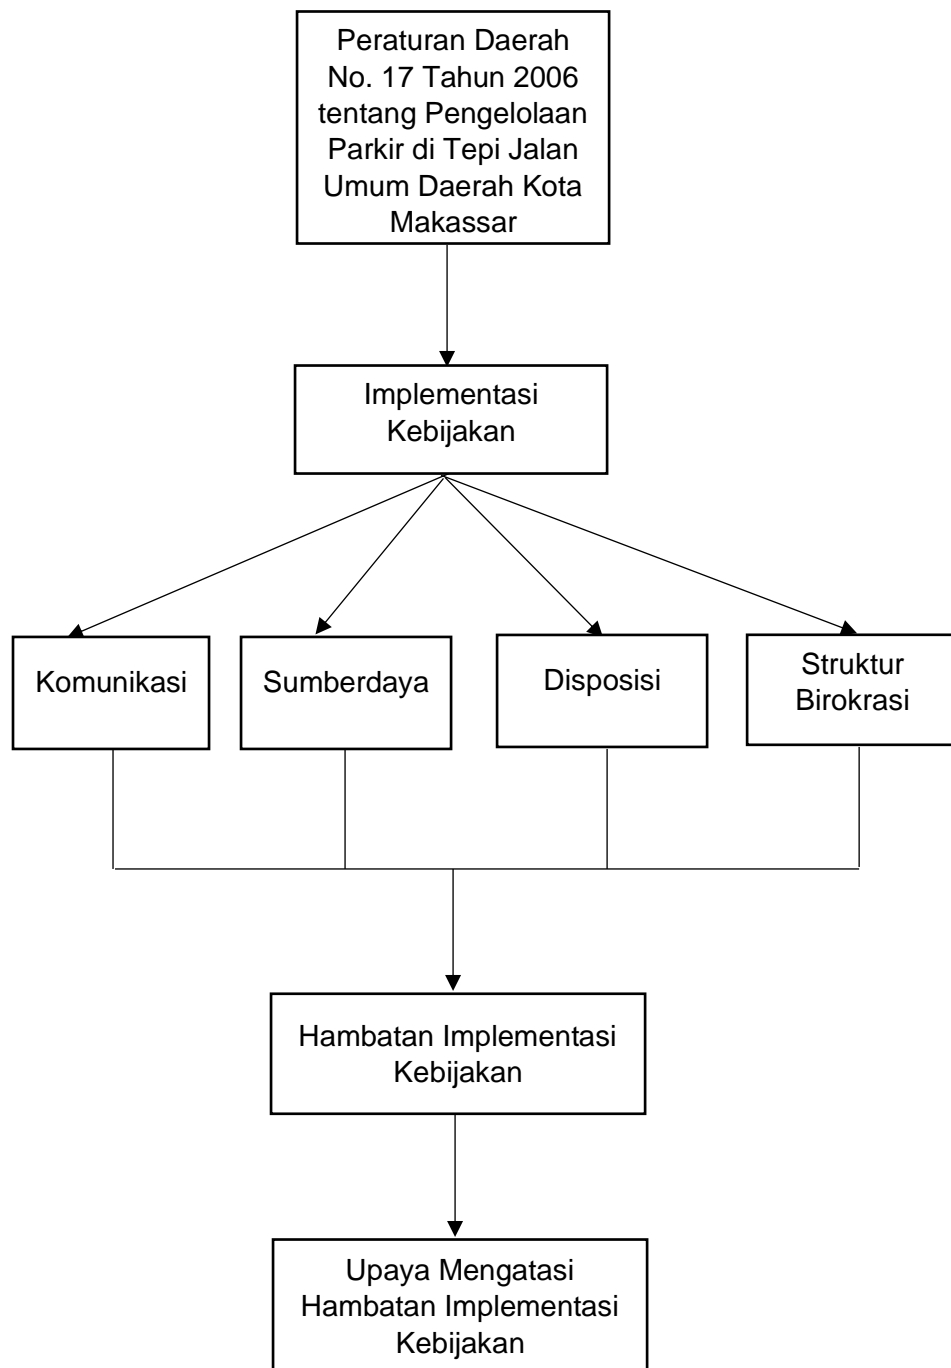 Peraturan Daerah
No. 17 Tahun 2006
tentang Pengelolaan
Parkir di Tepi Jalan
Umum Daerah Kota
Makassar
Implementasi
Kebijakan
Komunikasi
Sumberdaya
Disposisi
Struktur
Birokrasi
Hambatan Implementasi
Kebijakan
Upaya Mengatasi
Hambatan Implementasi
Kebijakan